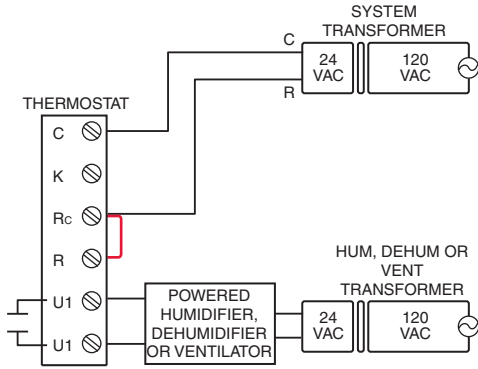 SYSTEM
TRANSFORMER
C
24
VAC
120
VAC
R
THERMOSTAT
C
K
RC
R
U1
U1
POWERED
HUMIDIFIER,
DEHUMIDIFIER
OR VENTILATOR
HUM, DEHUM OR
VENT
TRANSFORMER
24
VAC
120
VAC